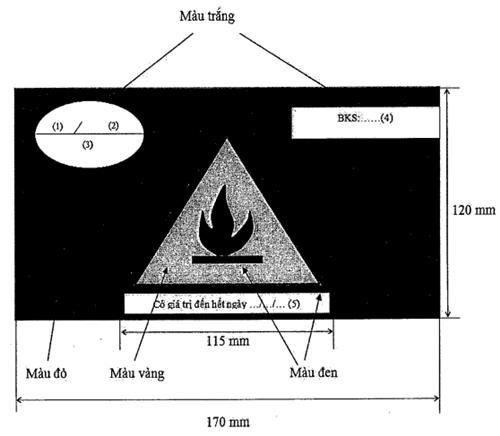 Màu trắng
(1) / (2)
(3)
BKS:......(4)
120 mm
Có giá trị đến hết ngày .../.../... (5)
115 mm
Màu đỏ
Màu vàng
Màu đen
170 mm